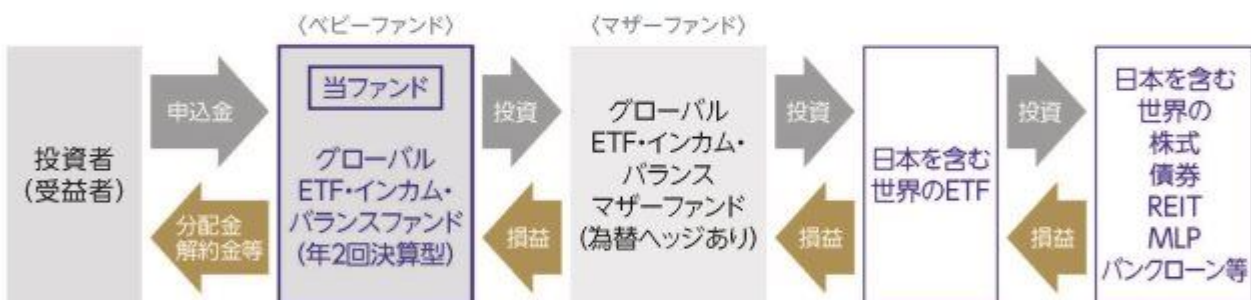 〈ベビーファンド〉
〈マザーファンド〉
投資者
(受益者)
申込金
分配金
解約金等
当ファンド
グローバル
ETF・インカム・
バランスファンド
(年2回決算型)
投資
損益
グローバル
ETF・インカム・
バランス
マザーファンド
(為替ヘッジあり)
投資
損益
日本を含む
世界のETF
投資
損益
日本を含む
世界の
株式
債券
REIT
MLP
バンクローン等